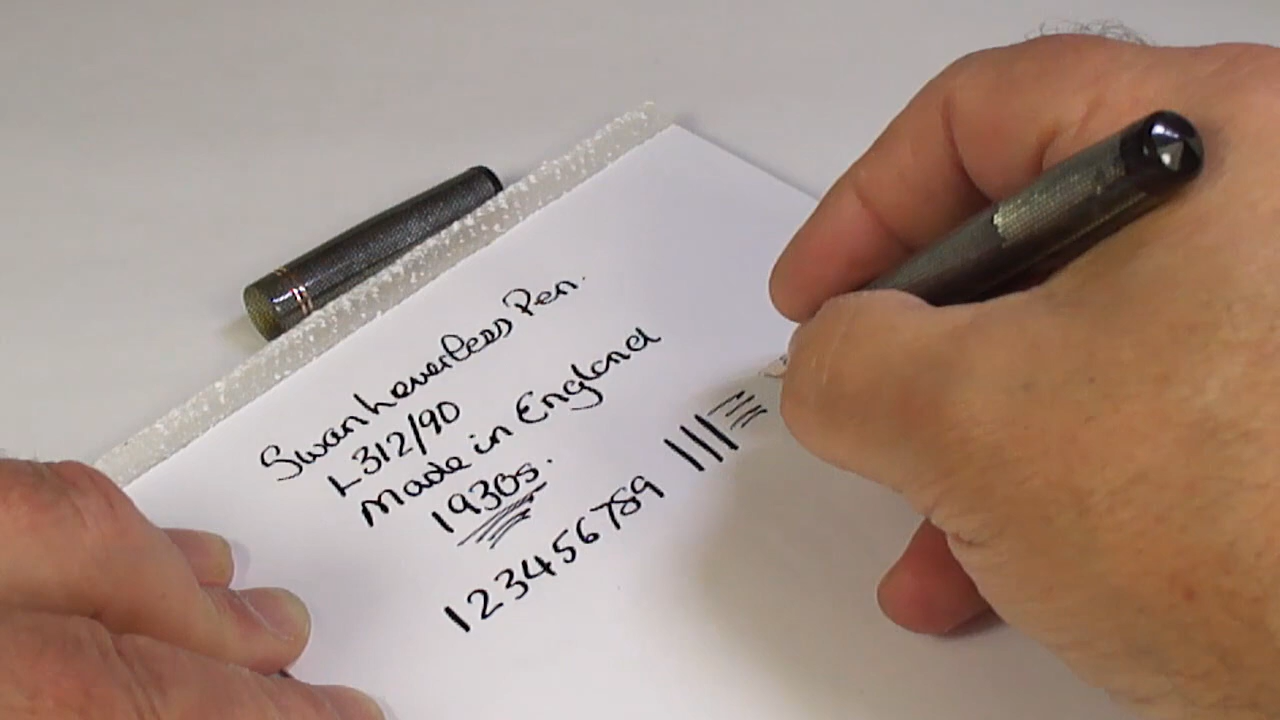 Swan Leverless Pen.
L312/90
Made in England
1930s.
123456789